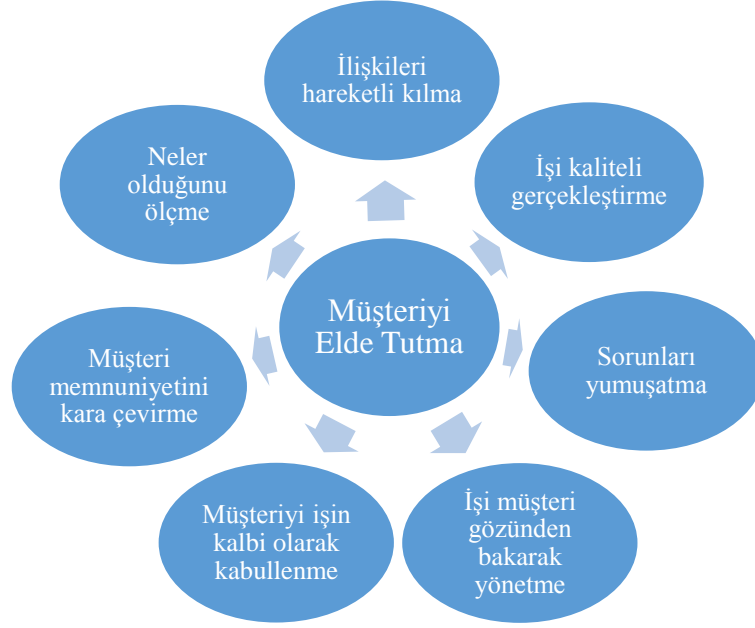 İlişkileri
hareketli kılma
İşi kaliteli
gerçekleştirme
Sorunları
yumuşatma
İşi müşteri
gözünden
bakarak
yönetme
Müşteriyi işin
kalbi olarak
kabullenme
Müşteri
memnuniyetini
kara çevirme
Neler
olduğunu
ölçme
Müşteriyi
Elde Tutma